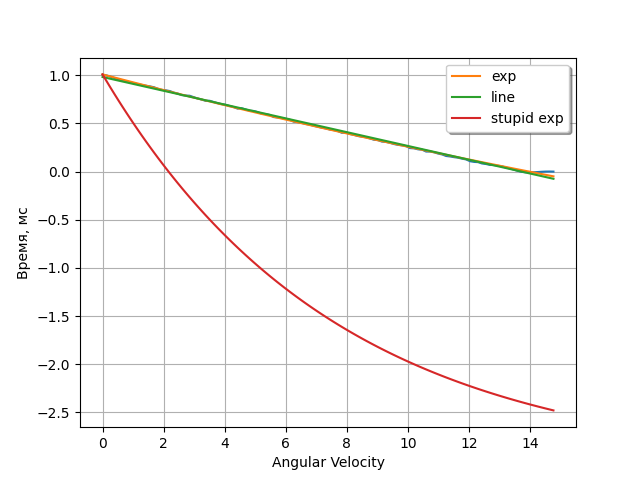 exp
line
stupid exp
1.0
0.5
0.0
−0.5
−1.0
−1.5
−2.0
−2.5
Время, мс
0 2 4 6 8 10 12 14
Angular Velocity